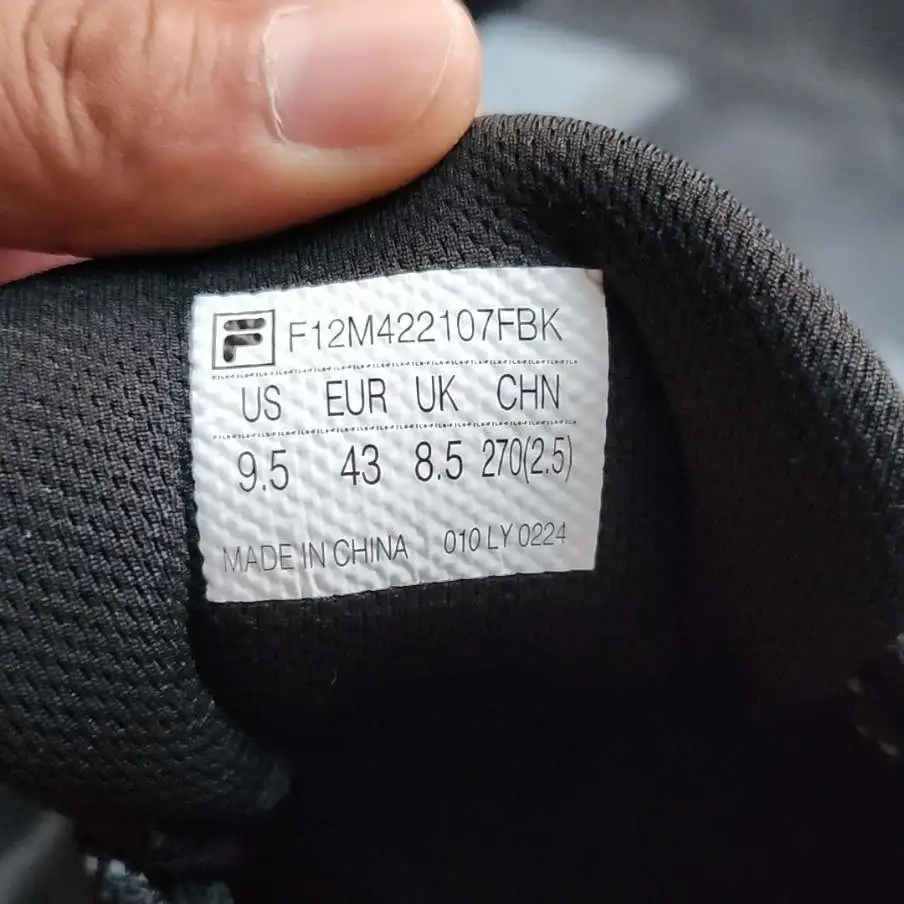 F F12M422107FBK
US EUR UK CHN
9.5 43 8.5 270(2.5)
MADE IN CHINA 010 LY 0224